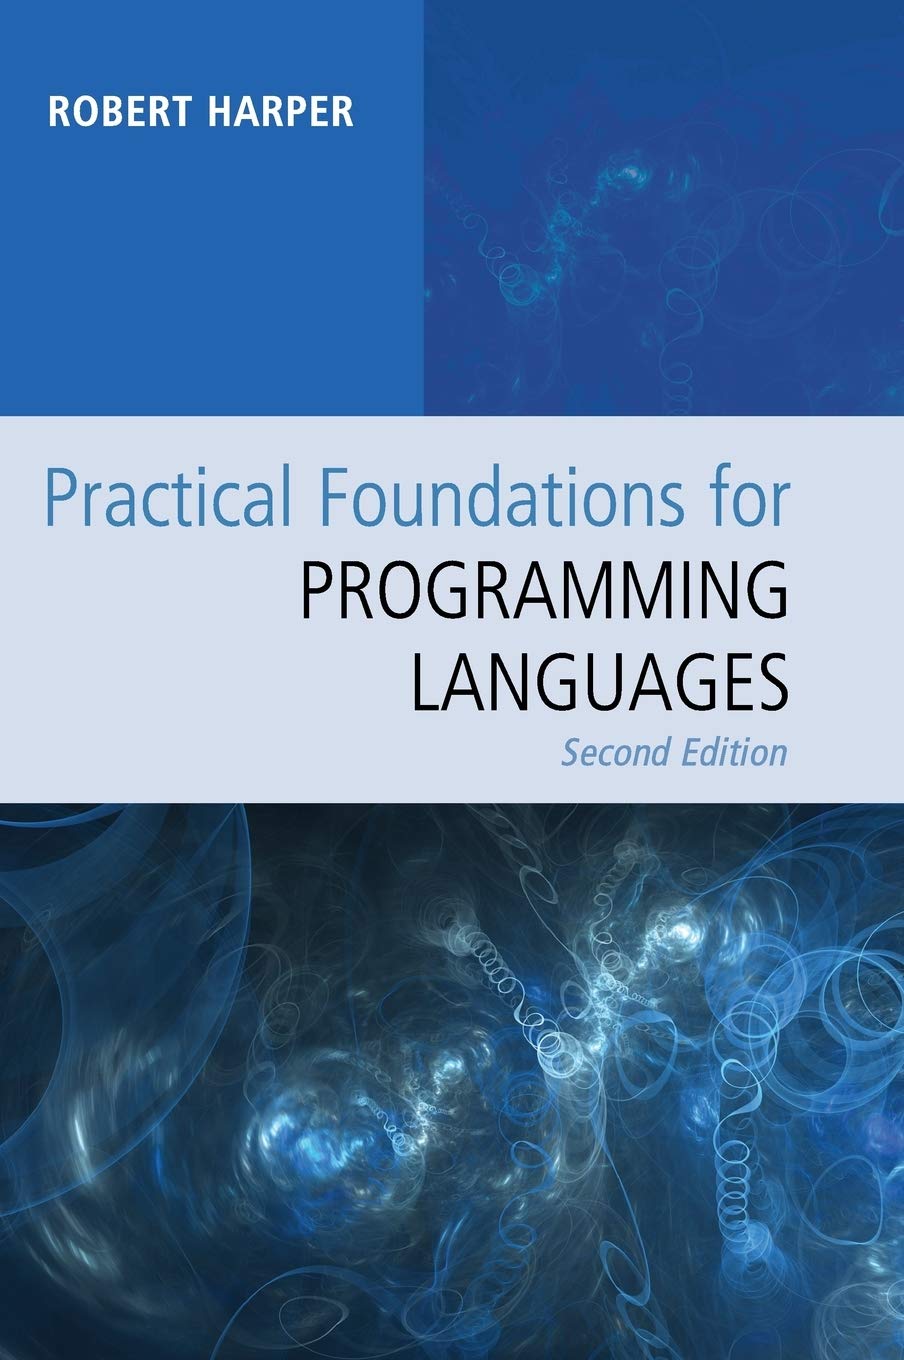 ROBERT HARPER
Practical Foundations for
PROGRAMMING
LANGUAGES
Second Edition